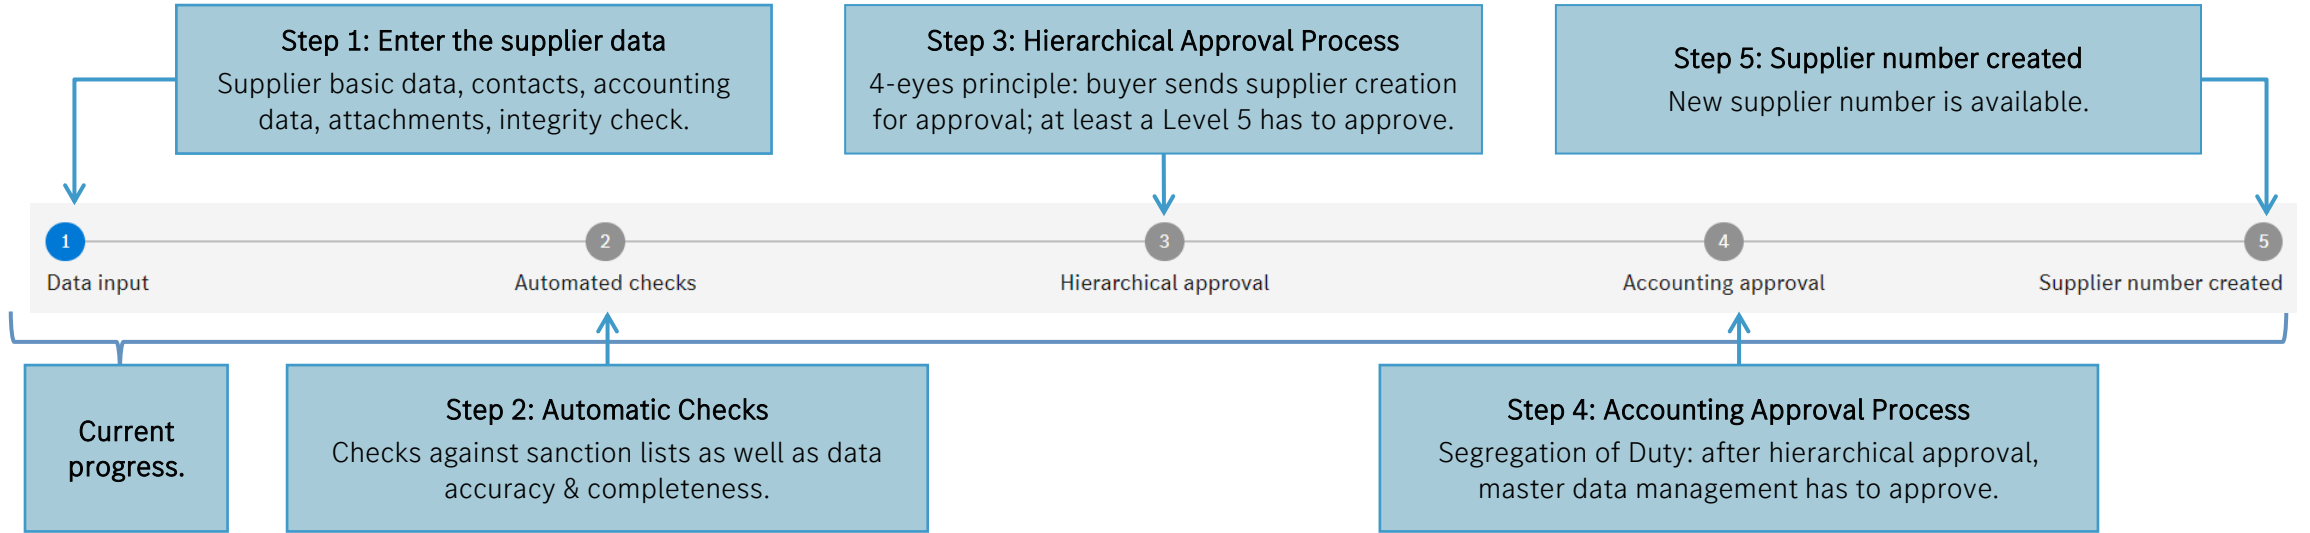 Step 1: Enter the supplier data
Supplier basic data, contacts, accounting
data, attachments, integrity check.
Step 3: Hierarchical Approval Process
4-eyes principle: buyer sends supplier creation
for approval; at least a Level 5 has to approve.
Step 5: Supplier number created
New supplier number is available.
1
2
3
4
5
Data input
Automated checks
Hierarchical approval
Accounting approval
Supplier number created
Current
progress.
Step 2: Automatic Checks
Checks against sanction lists as well as data
accuracy & completeness.
Step 4: Accounting Approval Process
Segregation of Duty: after hierarchical approval,
master data management has to approve.